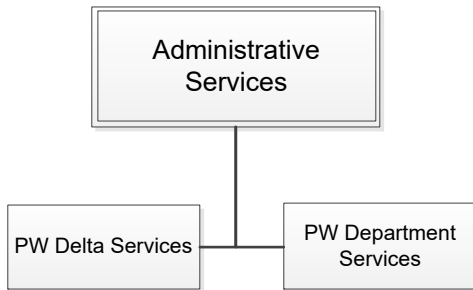 Administrative
Services
PW Delta Services
PW Department
Services